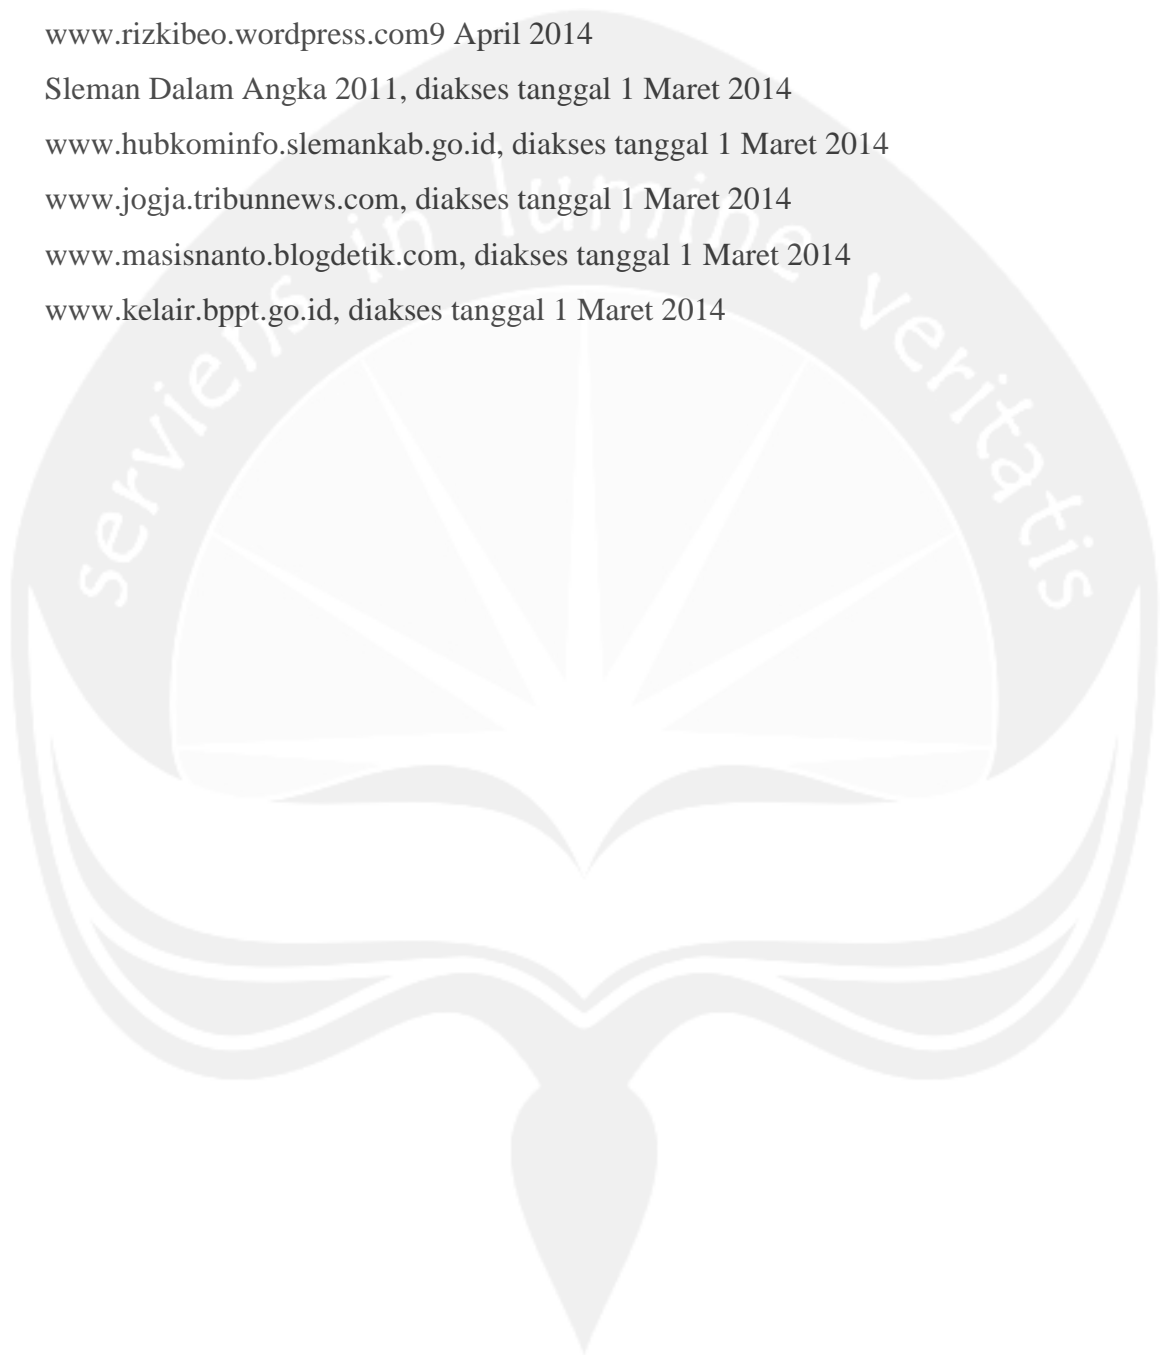 www.rizkibeo.wordpress.com9 April 2014
Sleman Dalam Angka 2011, diakses tanggal 1 Maret 2014
www.hubkominfo.slemankab.go.id, diakses tanggal 1 Maret 2014
www.jogja.tribunnews.com, diakses tanggal 1 Maret 2014
www.masisnanto.blogdetik.com, diakses tanggal 1 Maret 2014
www.kelair.bppt.go.id, diakses tanggal 1 Maret 2014
serviens in lumine veritatis